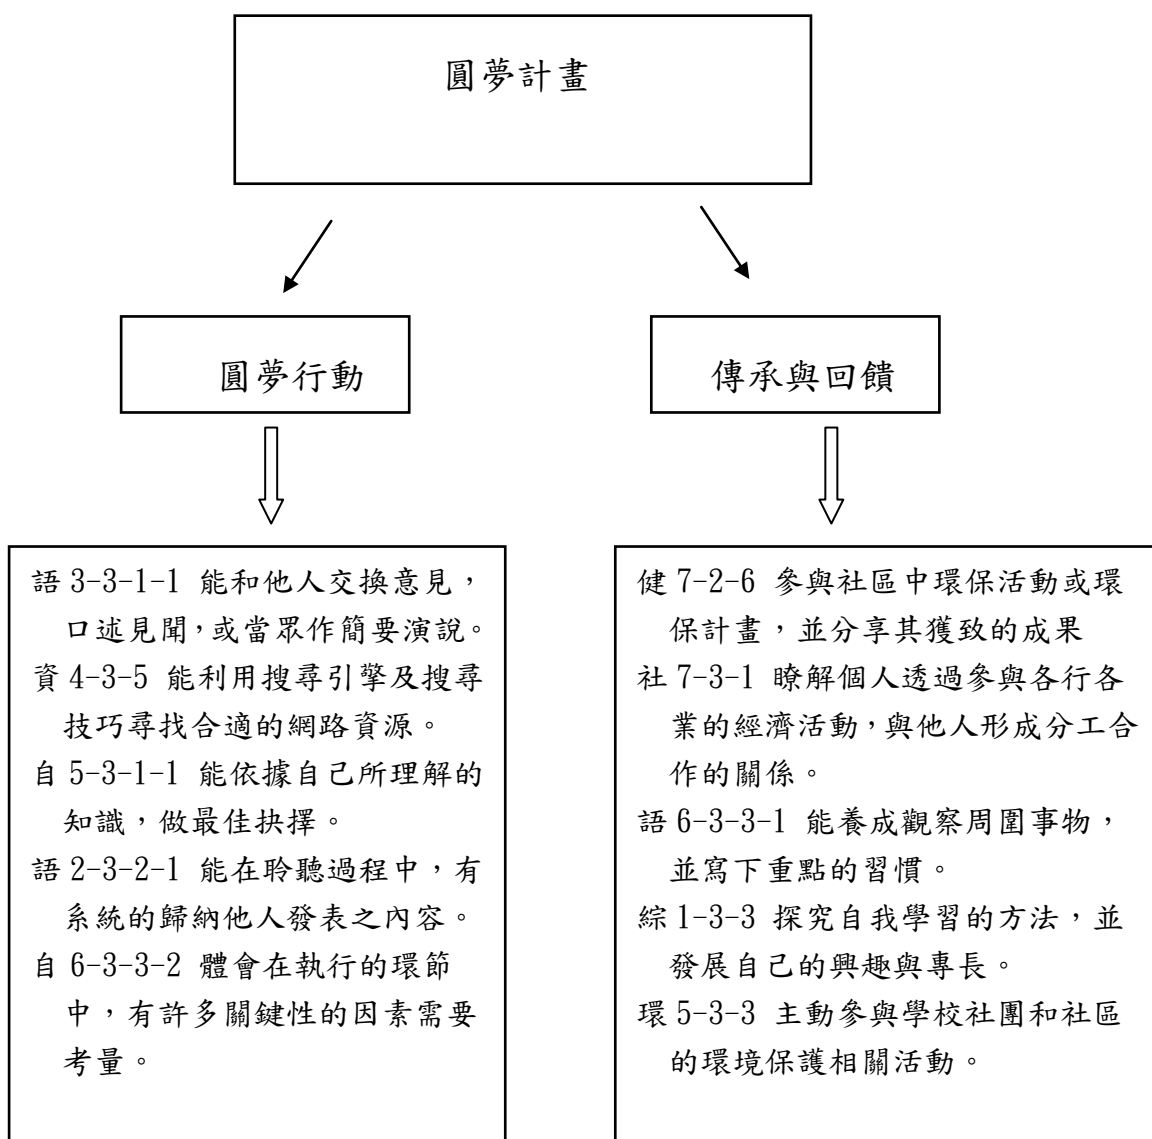 圓夢計畫
圓夢行動
傳承與回饋
語 3-3-1-1 能和他人交換意見，
口述見聞，或當眾作簡要演說。
資 4-3-5 能利用搜尋引擎及搜尋
技巧尋找合適的網路資源。
自 5-3-1-1 能依據自己所理解的
知識，做最佳抉擇。
語 2-3-2-1 能在聆聽過程中，有
系統的歸納他人發表之內容。
自 6-3-3-2 體會在執行的環節
中，有許多關鍵性的因素需要
考量。
健 7-2-6 參與社區中環保活動或環
保計畫，並分享其獲致的成果
社 7-3-1 瞭解個人透過參與各行各
業的經濟活動，與他人形成分工合
作的關係。
語 6-3-3-1 能養成觀察周圍事物，
並寫下重點的習慣。
綜 1-3-3 探究自我學習的方法，並
發展自己的興趣與專長。
環 5-3-3 主動參與學校社團和社區
的環境保護相關活動。